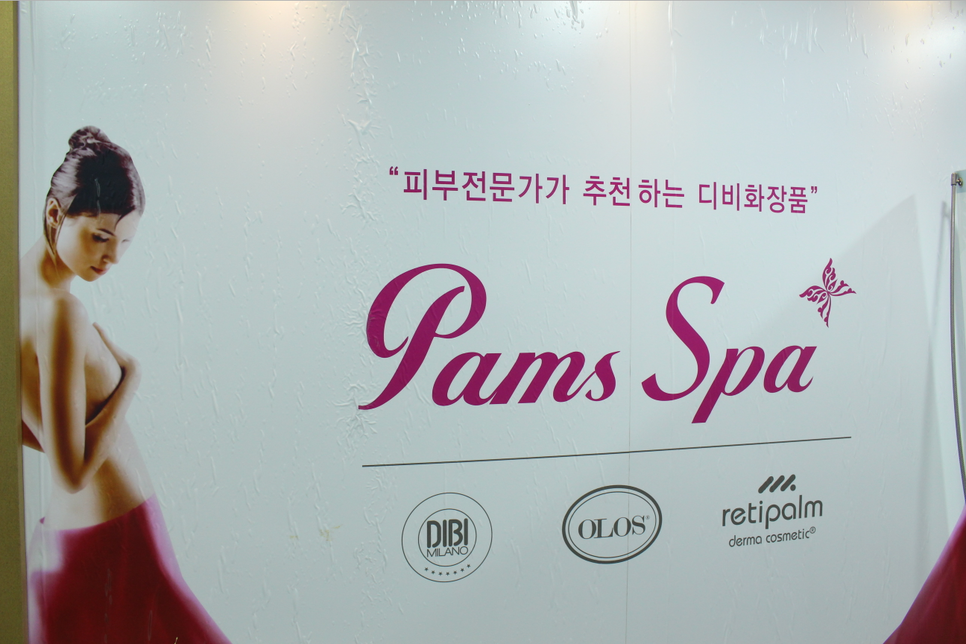 “피부전문가가 추천하는 디비화장품”
Pams Spa
DIBI
MILANO
OLOS®
retipalm
derma cosmetic®